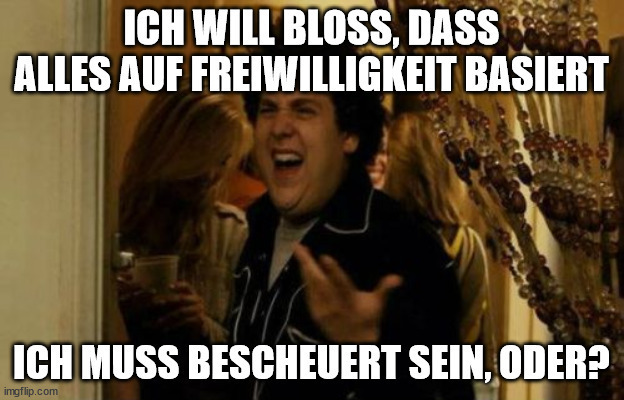 ICH WILL BLOSS, DASS
ALLES AUF FREIWILLIGKEIT BASIERT
ICH MUSS BESCHEUERT SEIN, ODER?
imgflip.com